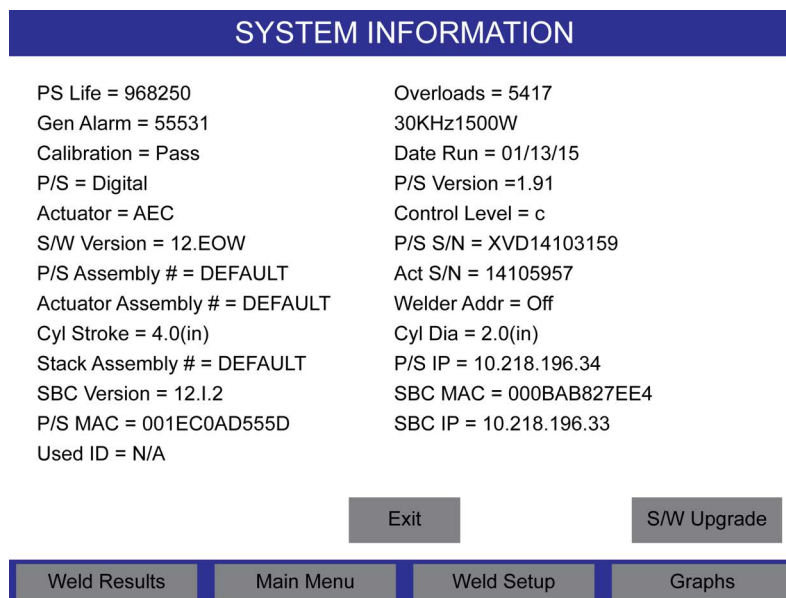 SYSTEM INFORMATION
PS Life = 968250
Overloads = 5417
Gen Alarm = 55531
30KHz1500W
Calibration = Pass
Date Run = 01/13/15
P/S = Digital
P/S Version =1.91
Actuator = AEC
Control Level = c
S/W Version = 12.EOW
P/S S/N = XVD14103159
P/S Assembly # = DEFAULT
Act S/N = 14105957
Actuator Assembly # = DEFAULT
Welder Addr = Off
Cyl Stroke = 4.0(in)
Cyl Dia = 2.0(in)
Stack Assembly # = DEFAULT
P/S IP = 10.218.196.34
SBC Version = 12.I.2
SBC MAC = 000BAB827EE4
P/S MAC = 001EC0AD555D
SBC IP = 10.218.196.33
Used ID = N/A
Exit
S/W Upgrade
Weld Results
Main Menu
Weld Setup
Graphs